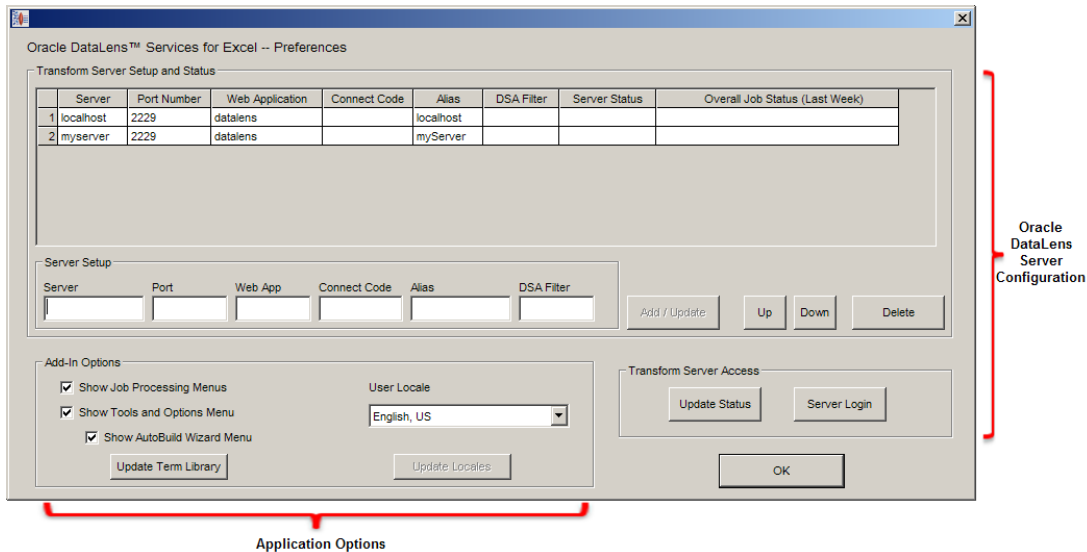 Oracle DataLens™ Services for Excel -- Preferences
Transform Server Setup and Status
Server Port Number Web Application Connect Code Alias DSA Filter Server Status Overall Job Status (Last Week)
1 localhost 2229 datalens localhost
2 myserver 2229 datalens myServer
Server Setup
Server Port Web App Connect Code Alias DSA Filter
Add / Update Up Down Delete
Oracle
DataLens
Server
Configuration
Add-In Options
Show Job Processing Menus
Show Tools and Options Menu
Show AutoBuild Wizard Menu
Update Term Library
User Locale
English, US
Update Locales
Transform Server Access
Update Status Server Login
OK
Application Options